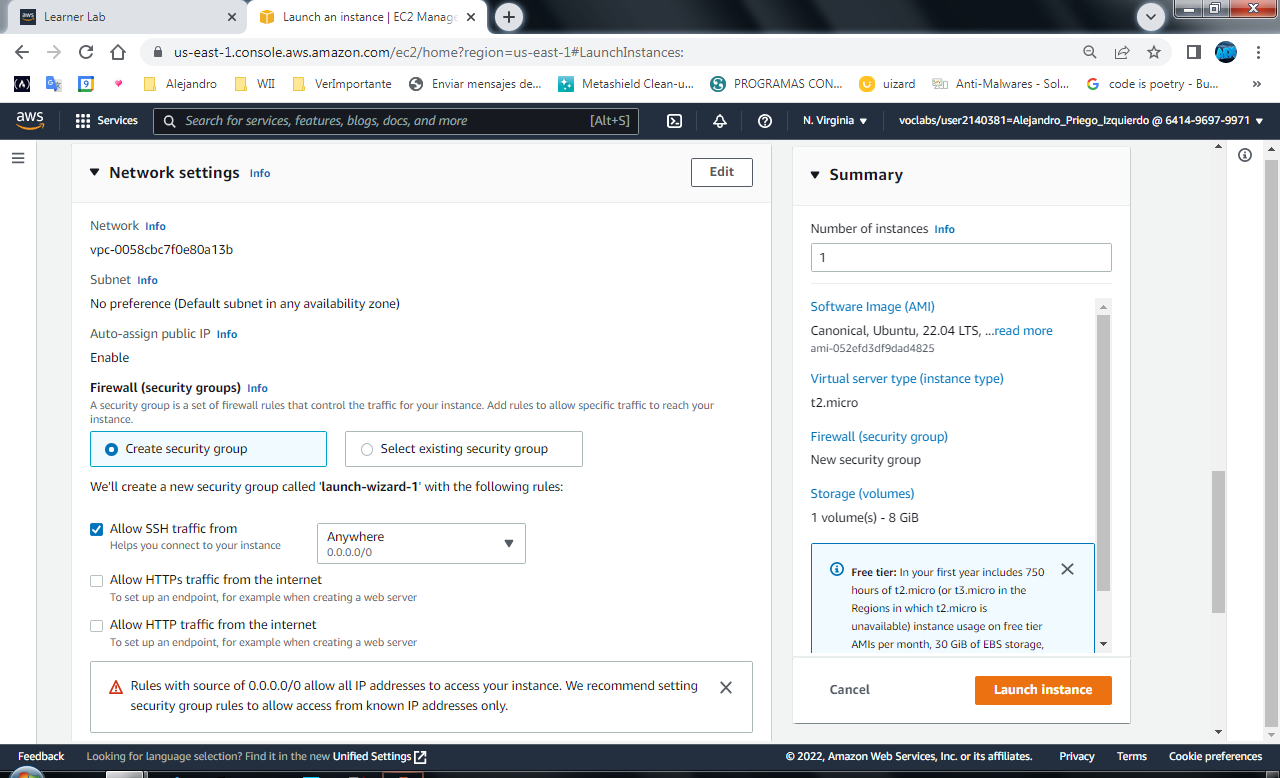 Learner Lab
Launch an instance | EC2 Manage
us-east-1.console.aws.amazon.com/ec2/home?region=us-east-1#LaunchInstances:
Alejandro
WII
VerImportante
Enviar mensajes de...
Metashield Clean-u...
PROGRAMAS CON...
uizard
Anti-Malwares - Sol...
code is poetry - Bu...
»
aws
Services
Search for services, features, blogs, docs, and more
[Alt+S]
N. Virginia
voclabs/user2140381=Alejandro_Priego_Izquierdo @ 6414-9697-9971
Network settings Info
Edit
Network Info
vpc-0058cbc7f0e80a13b
Subnet Info
No preference (Default subnet in any availability zone)
Auto-assign public IP Info
Enable
Firewall (security groups) Info
A security group is a set of firewall rules that control the traffic for your instance. Add rules to allow specific traffic to reach your
instance.
Create security group
Select existing security group
We'll create a new security group called 'launch-wizard-1' with the following rules:
Allow SSH traffic from
Helps you connect to your instance
Anywhere
0.0.0.0/0
Allow HTTPs traffic from the internet
To set up an endpoint, for example when creating a web server
Allow HTTP traffic from the internet
To set up an endpoint, for example when creating a web server
Rules with source of 0.0.0.0/0 allow all IP addresses to access your instance. We recommend setting
security group rules to allow access from known IP addresses only.
Summary
Number of instances Info
1
Software Image (AMI)
Canonical, Ubuntu, 22.04 LTS, ...read more
ami-052efd3df9dad4825
Virtual server type (instance type)
t2.micro
Firewall (security group)
New security group
Storage (volumes)
1 volume(s) - 8 GiB
Free tier: In your first year includes 750
hours of t2.micro (or t3.micro in the
Regions in which t2.micro is
unavailable) instance usage on free tier
AMIs per month, 30 GiB of EBS storage,
Cancel
Launch instance
Feedback
Looking for language selection? Find it in the new Unified Settings
© 2022, Amazon Web Services, Inc. or its affiliates.
Privacy
Terms
Cookie preferences